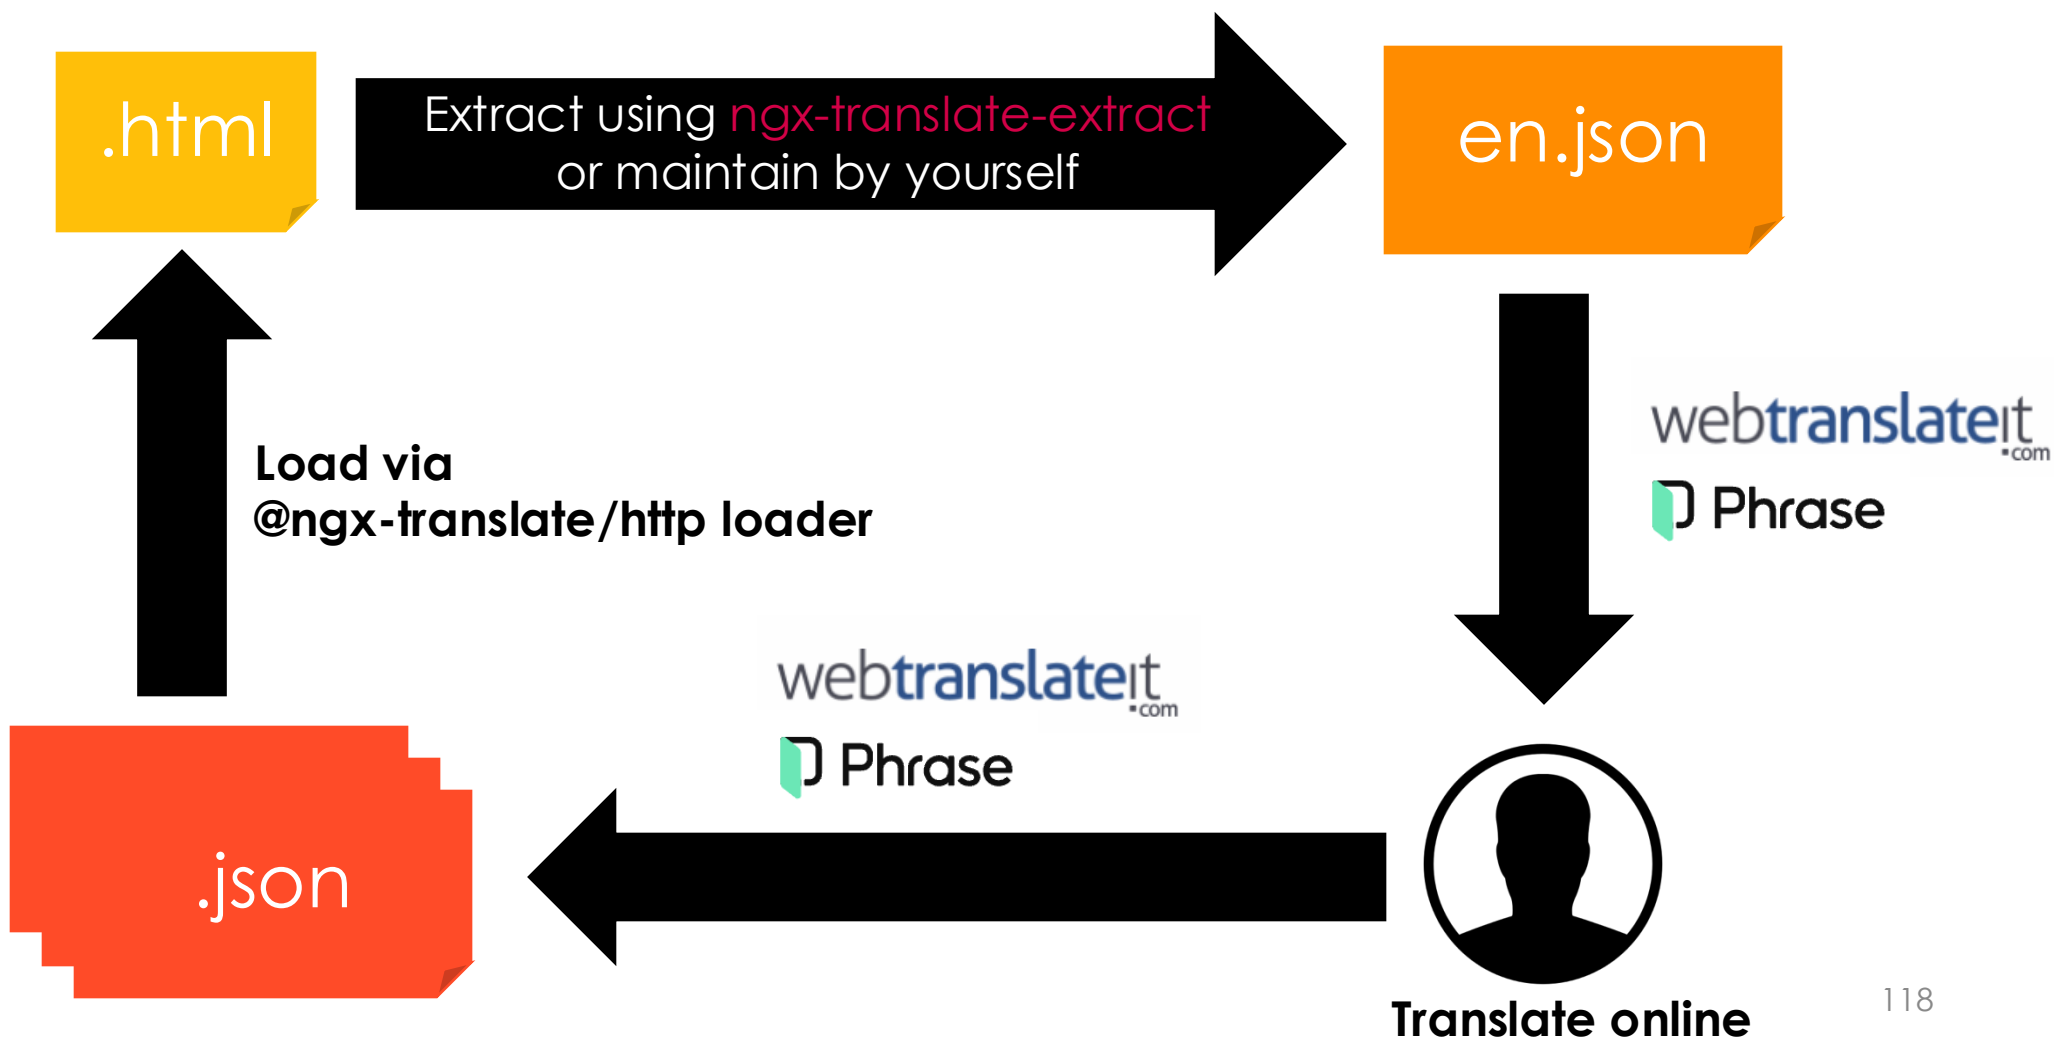 .html
Extract using ngx-translate-extract
or maintain by yourself
en.json
webtranslateit
.com
Phrase
Load via
@ngx-translate/http loader
webtranslateit
.com
Phrase
.json
Translate online
118